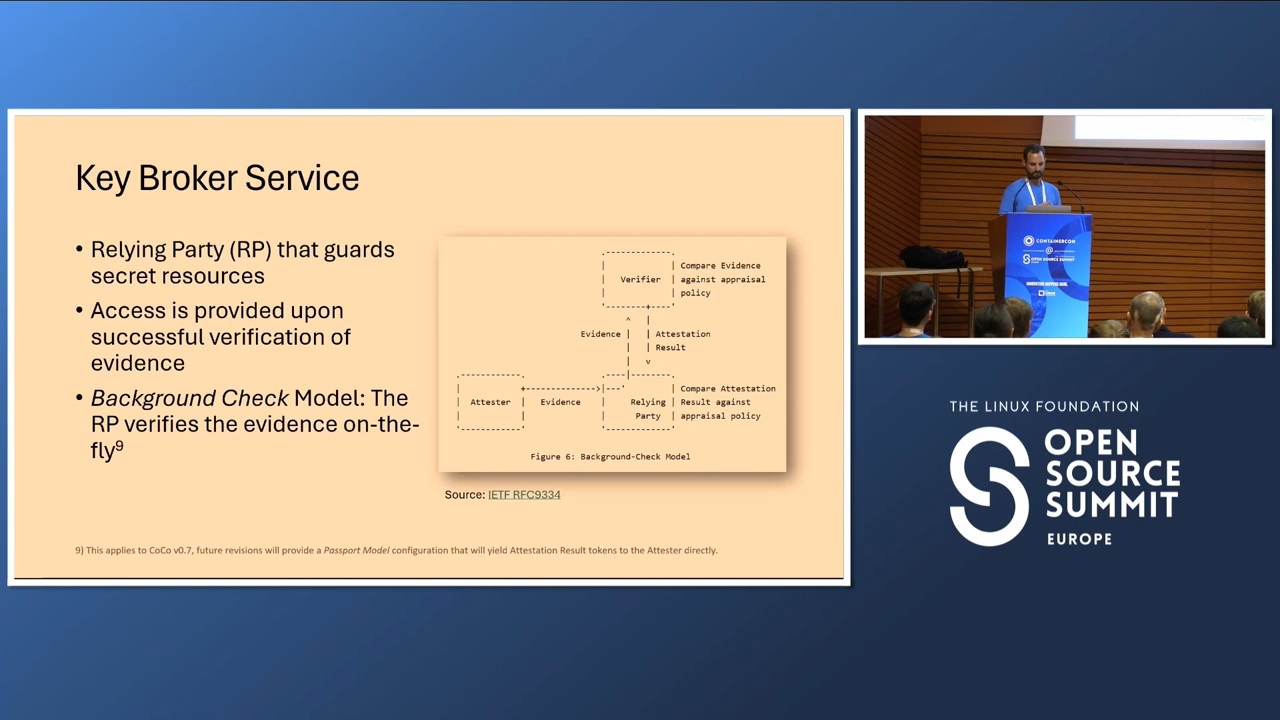 Key Broker Service
• Relying Party (RP) that guards
secret resources
• Access is provided upon
successful verification of
evidence
• Background Check Model: The
RP verifies the evidence on-the-
fly9
Verifier
Compare Evidence
against appraisal
policy
Evidence
Attestation
Result
Attester
Evidence
Relying
Party
Compare Attestation
Result against
appraisal policy
Figure 6: Background-Check Model
Source: IETF RFC9334
9) This applies to CoCo v0.7, future revisions will provide a Passport Model configuration that will yield Attestation Result tokens to the Attester directly.
CONTAINERCON
@
OPEN SOURCE SUMMIT
THE LINUX FOUNDATION
OPEN
SOURCE
SUMMIT
EUROPE